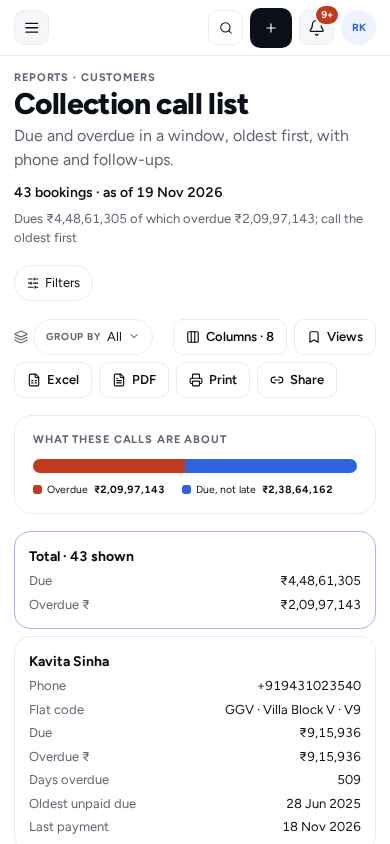 9+
RK
REPORTS · CUSTOMERS
Collection call list
Due and overdue in a window, oldest first, with
phone and follow-ups.
43 bookings · as of 19 Nov 2026
Dues ₹4,48,61,305 of which overdue ₹2,09,97,143; call the
oldest first
Filters
GROUP BY All
Columns · 8
Views
Excel
PDF
Print
Share
WHAT THESE CALLS ARE ABOUT
Overdue ₹2,09,97,143 Due, not late ₹2,38,64,162
Total · 43 shown
Due ₹4,48,61,305
Overdue ₹ ₹2,09,97,143
Kavita Sinha
Phone +919431023540
Flat code GGV · Villa Block V · V9
Due ₹9,15,936
Overdue ₹ ₹9,15,936
Days overdue 509
Oldest unpaid due 28 Jun 2025
Last payment 18 Nov 2026